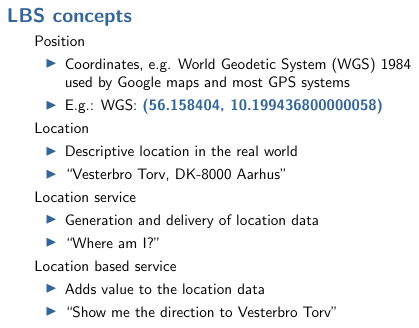 LBS concepts
Position
▶ Coordinates, e.g. World Geodetic System (WGS) 1984
used by Google maps and most GPS systems
▶ E.g.: WGS: (56.158404, 10.199436800000058)
Location
▶ Descriptive location in the real world
▶ “Vesterbro Torv, DK-8000 Aarhus”
Location service
▶ Generation and delivery of location data
▶ “Where am I?”
Location based service
▶ Adds value to the location data
▶ “Show me the direction to Vesterbro Torv”